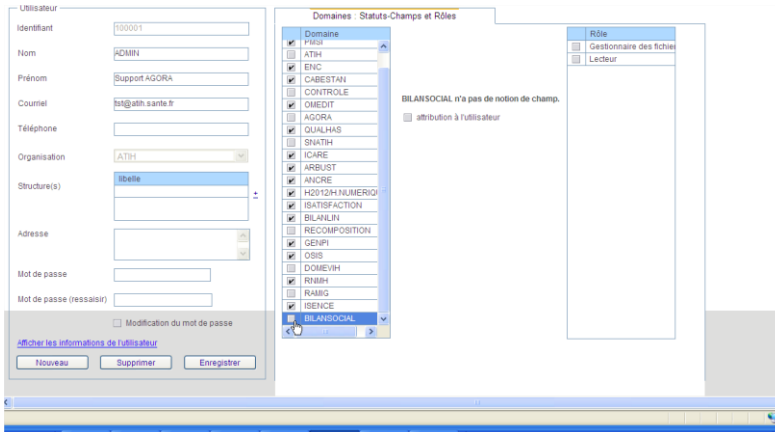 Utilisateur
Identifiant 100001
Nom ADMIN
Prénom Support AGORA
Courriel tst@atih.sante.fr
Téléphone
Organisation ATIH
Structure(s) libelle
±
Adresse
Mot de passe
Mot de passe (ressaisir)
Modification du mot de passe
Afficher les informations de l'utilisateur
Nouveau Supprimer Enregistrer
Domaines : Statuts-Champs et Rôles
Domaine
PMSI
ATIH
ENC
CABESTAN
CONTROLE
OMEDIT
AGORA
QUALHAS
SNATIH
ICARE
ARBUST
ANCRE
H2012/H.NUMERIQU
ISATISFACTION
BILANLIN
RECOMPOSITION
GENPI
OSIS
DOMEVIH
RNMH
RAMIG
ISENCE
BILANSOCIAL
BILANSOCIAL n'a pas de notion de champ.
attribution à l'utilisateur
Rôle
Gestionnaire des fichier
Lecteur